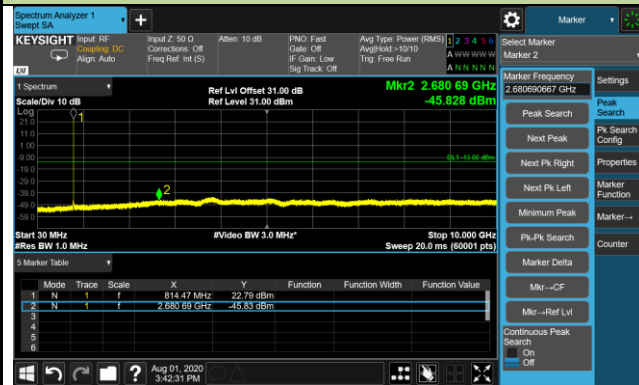 Spectrum Analyzer 1
Swept SA
+
Marker
KEYSIGHT
Input: RF
Coupling: DC
Align: Auto
Input Z: 50 Ω
Corrections: Off
Freq Ref: Int (S)
Atten: 10 dB
PNO: Fast
Gate: Off
IF Gain: Low
Sig Track: Off
Avg Type: Power (RMS)
Avg|Hold:>10/10
Trig: Free Run
1 2 3 4 5 6
A W W W W W
A N N N N N
LXI
Select Marker
Marker 2
1 Spectrum
Scale/Div 10 dB
Ref Lvl Offset 31.00 dB
Ref Level 31.00 dBm
Mkr2 2.680 69 GHz
-45.828 dBm
Log
21.0
11.0
1.00
-9.00
-19.0
-29.0
-39.0
-49.0
-59.0
1
2
DL1 -13.00 dBm
Start 30 MHz
#Res BW 1.0 MHz
#Video BW 3.0 MHz*
Stop 10.000 GHz
Sweep 20.0 ms (60001 pts)
5 Marker Table
Mode Trace Scale X Y Function Function Width Function Value
1 N 1 f 814.47 MHz 22.79 dBm
2 N 1 f 2.680 69 GHz -45.83 dBm
3
4
5
6
Marker Frequency
2.680690667 GHz
Peak Search
Next Peak
Next Pk Right
Next Pk Left
Minimum Peak
Pk-Pk Search
Marker Delta
Mkr→CF
Mkr→Ref Lvl
Continuous Peak
Search
On
Off
Settings
Peak
Search
Pk Search
Config
Properties
Marker
Function
Marker→
Counter
?
Aug 01, 2020
3:42:31 PM